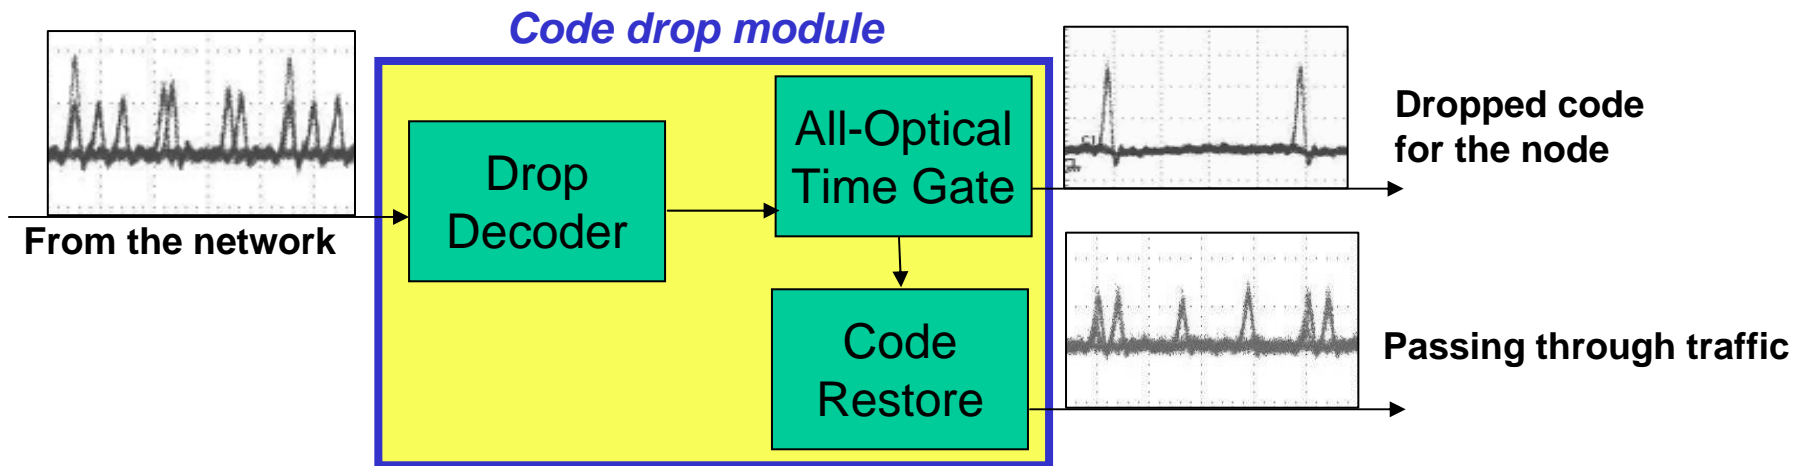 Code drop module
From the network
Drop
Decoder
All-Optical
Time Gate
Code
Restore
Dropped code
for the node
Passing through traffic